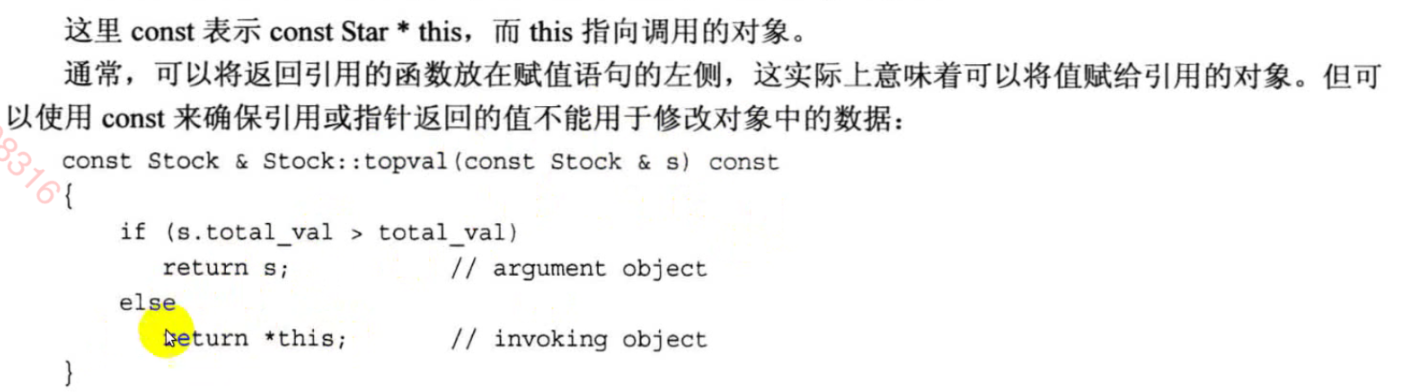 这里 const 表示 const Star * this，而 this 指向调用的对象。
通常，可以将返回引用的函数放在赋值语句的左侧，这实际上意味着可以将值赋给引用的对象。但可
以使用 const 来确保引用或指针返回的值不能用于修改对象中的数据：
const Stock & Stock::topval(const Stock & s) const
{
    if (s.total_val > total_val)
        return s;           // argument object
    else
        return *this;       // invoking object
}
8316